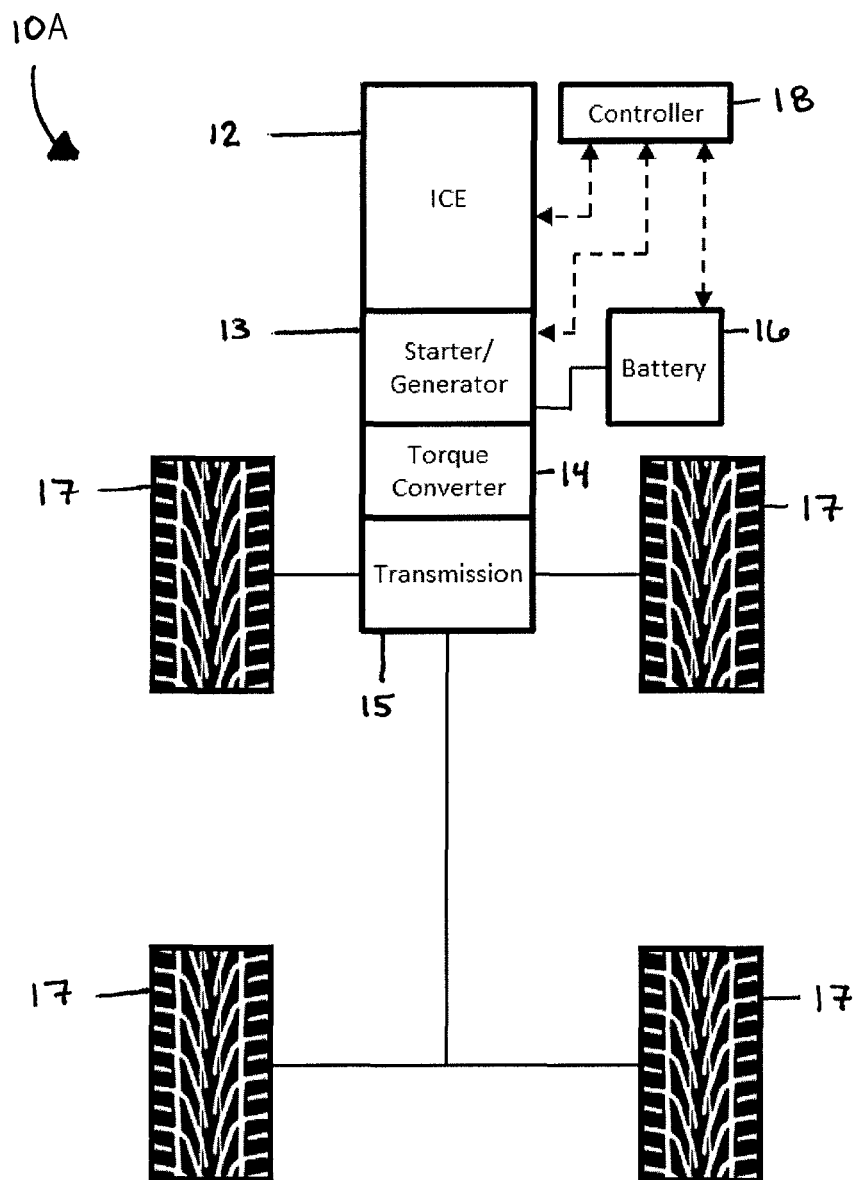 10A
12
Controller
18
ICE
13
Starter/
Generator
Battery
16
Torque
Converter
14
17
17
Transmission
15
17
17